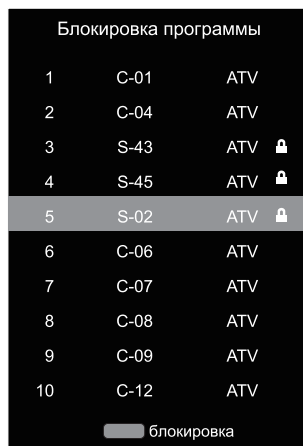 Блокировка программы
1 C-01 ATV
2 C-04 ATV
3 S-43 ATV
4 S-45 ATV
5 S-02 ATV
6 C-06 ATV
7 C-07 ATV
8 C-08 ATV
9 C-09 ATV
10 C-12 ATV
блокировка